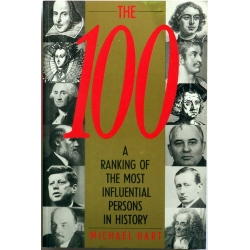 THE
100
A
RANKING OF
THE MOST
INFLUENTIAL
PERSONS
IN HISTORY
MICHAEL HART